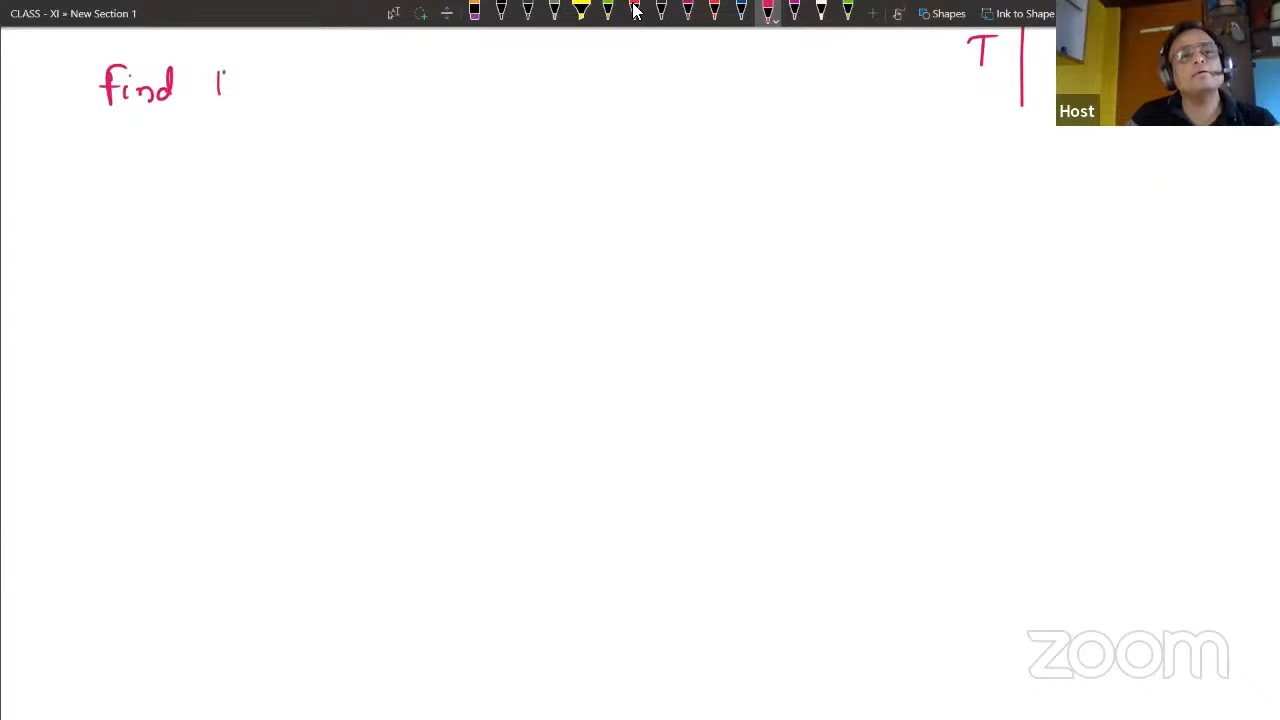 CLASS - XI » New Section 1
Shapes
Ink to Shape
T
Host
find
zoom